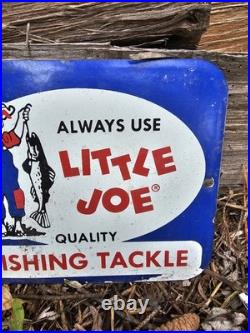 ALWAYS USE
LITTLE
JOE®
QUALITY
ISHING TACKLE